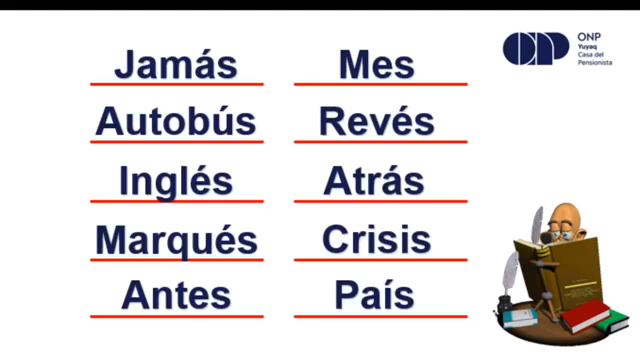 Jamás
Autobús
Inglés
Marqués
Antes
Mes
Revés
Atrás
Crisis
País
ONP
Yuyaq
Casa del
Pensionista